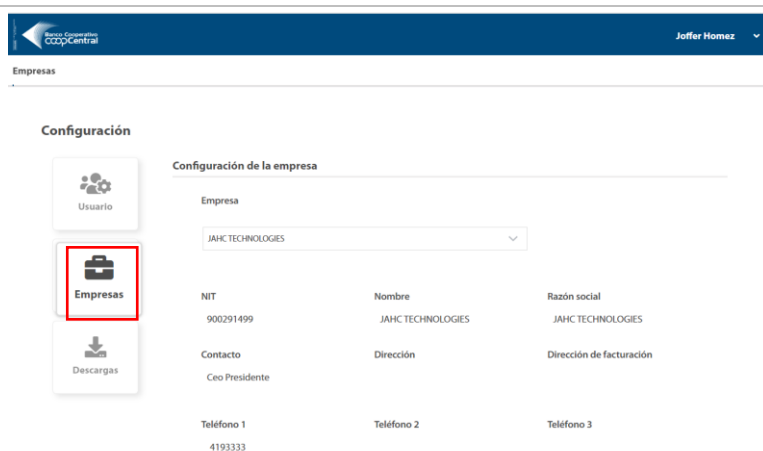 Banco Cooperativo
coopCentral
Joffer Homez
Empresas
Configuración
Usuario
Empresas
Descargas
Configuración de la empresa
Empresa
JAHC TECHNOLOGIES
NIT Nombre Razón social
900291499 JAHC TECHNOLOGIES JAHC TECHNOLOGIES
Contacto Dirección Dirección de facturación
Ceo Presidente
Teléfono 1 Teléfono 2 Teléfono 3
4193333